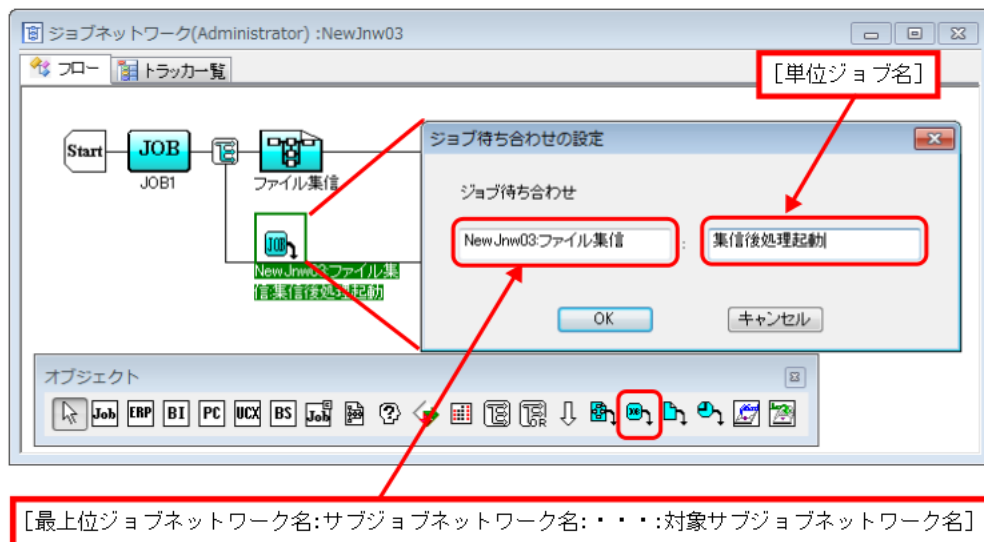 ジョブネットワーク(Administrator) :NewJnw03
フロー トラッカー覧
[単位ジョブ名]
Start
JOB
JOB1
ファイル集信
ジョブ待ち合わせの設定
ジョブ待ち合わせ
NewJnw03:ファイル集信 : 集信後処理起動
JOB
NewJnw03:ファイル集
信:集信後処理起動
OK キャンセル
オブジェクト
Job ERP BI PC UCX BS Job OR
[最上位ジョブネットワーク名:サブジョブネットワーク名:・・・:対象サブジョブネットワーク名]